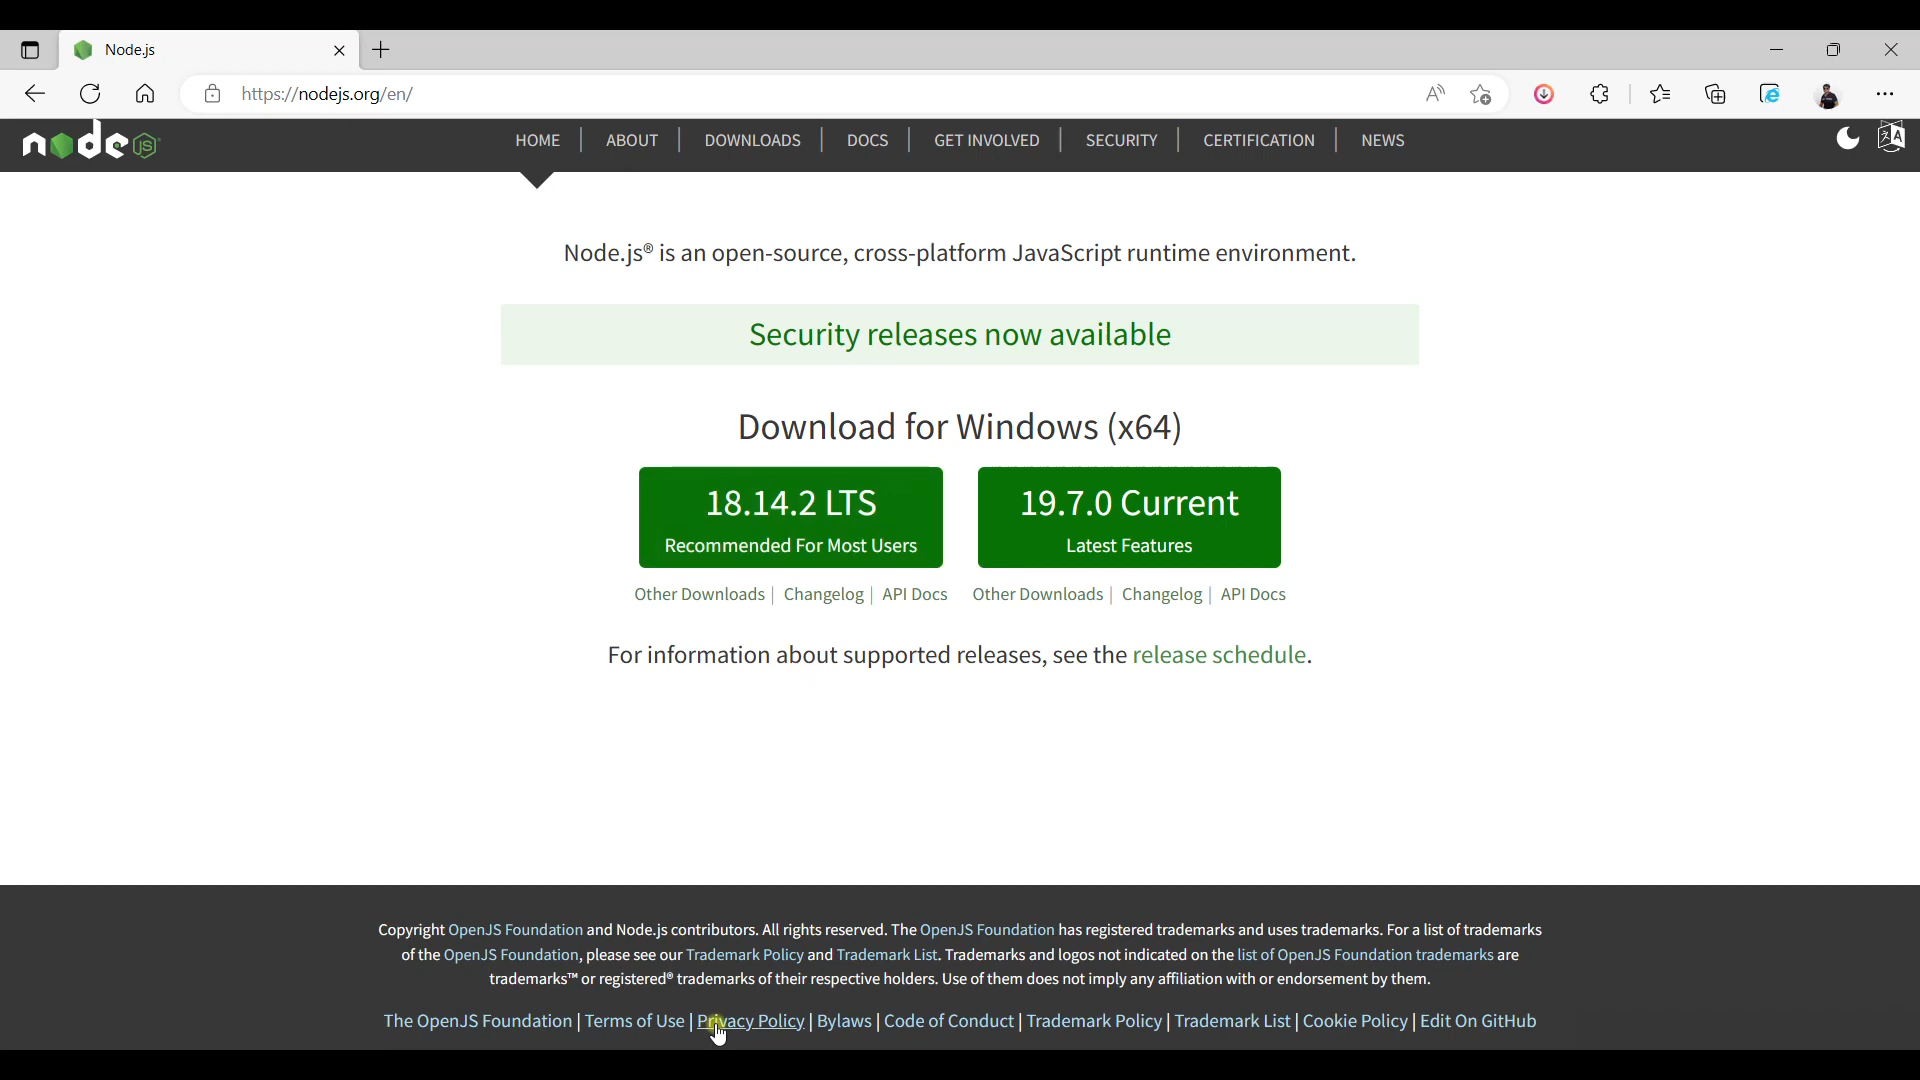 Node.js
https://nodejs.org/en/
node JS
HOME | ABOUT | DOWNLOADS | DOCS | GET INVOLVED | SECURITY | CERTIFICATION | NEWS
Node.js® is an open-source, cross-platform JavaScript runtime environment.
Security releases now available
Download for Windows (x64)
18.14.2 LTS
Recommended For Most Users
19.7.0 Current
Latest Features
Other Downloads | Changelog | API Docs
Other Downloads | Changelog | API Docs
For information about supported releases, see the release schedule.
Copyright OpenJS Foundation and Node.js contributors. All rights reserved. The OpenJS Foundation has registered trademarks and uses trademarks. For a list of trademarks
of the OpenJS Foundation, please see our Trademark Policy and Trademark List. Trademarks and logos not indicated on the list of OpenJS Foundation trademarks are
trademarks™ or registered® trademarks of their respective holders. Use of them does not imply any affiliation with or endorsement by them.
The OpenJS Foundation | Terms of Use | Privacy Policy | Bylaws | Code of Conduct | Trademark Policy | Trademark List | Cookie Policy | Edit On GitHub